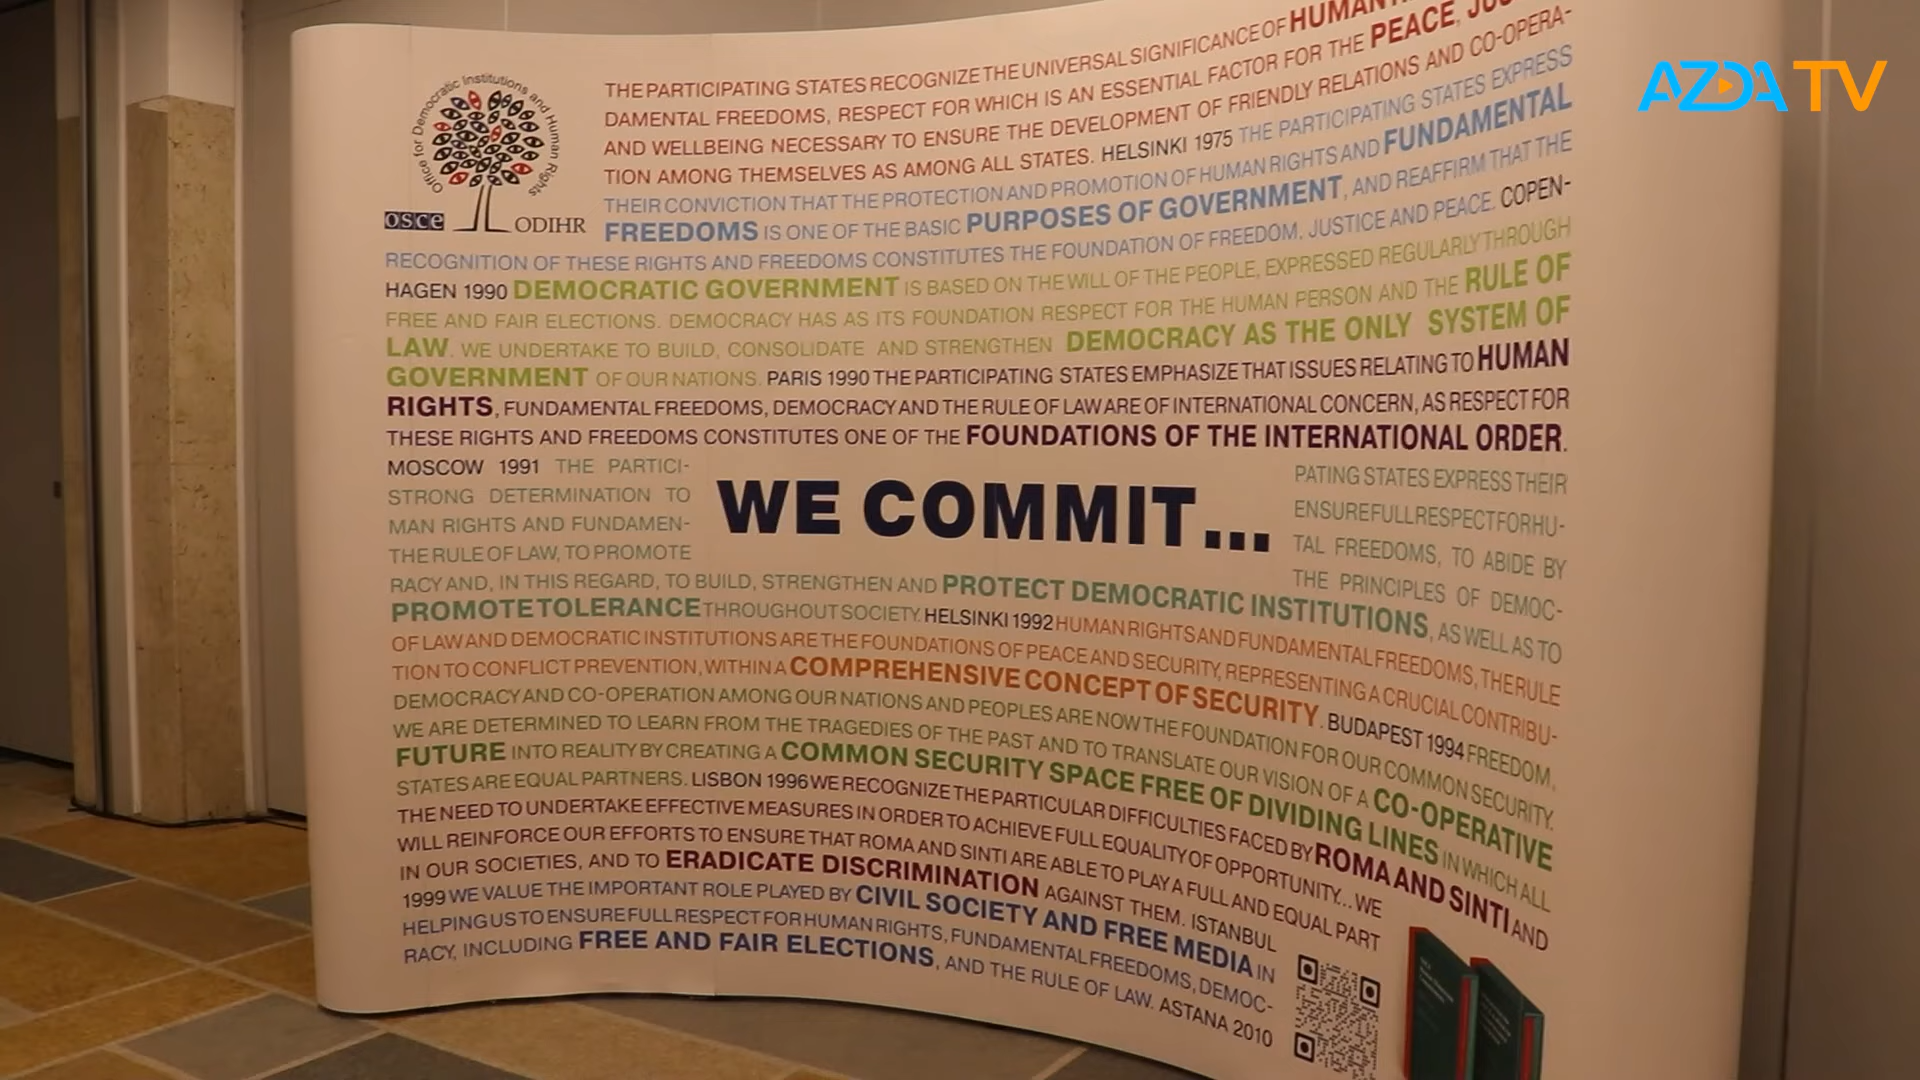 AZDA TV
Office for Democratic Institutions and Human Rights
osce ODIHR
THE PARTICIPATING STATES RECOGNIZE THE UNIVERSAL SIGNIFICANCE OF HUMAN
DAMENTAL FREEDOMS, RESPECT FOR WHICH IS AN ESSENTIAL FACTOR FOR THE PEACE,
AND WELLBEING NECESSARY TO ENSURE THE DEVELOPMENT OF FRIENDLY RELATIONS AND CO-OPERA-
TION AMONG THEMSELVES AS AMONG ALL STATES. HELSINKI 1975 THE PARTICIPATING STATES EXPRESS
THEIR CONVICTION THAT THE PROTECTION AND PROMOTION OF HUMAN RIGHTS AND FUNDAMENTAL
FREEDOMS IS ONE OF THE BASIC PURPOSES OF GOVERNMENT, AND REAFFIRM THAT THE
RECOGNITION OF THESE RIGHTS AND FREEDOMS CONSTITUTES THE FOUNDATION OF FREEDOM, JUSTICE AND PEACE. COPEN-
HAGEN 1990 DEMOCRATIC GOVERNMENT IS BASED ON THE WILL OF THE PEOPLE, EXPRESSED REGULARLY THROUGH
FREE AND FAIR ELECTIONS. DEMOCRACY HAS AS ITS FOUNDATION RESPECT FOR THE HUMAN PERSON AND THE RULE OF
LAW. WE UNDERTAKE TO BUILD, CONSOLIDATE AND STRENGTHEN DEMOCRACY AS THE ONLY SYSTEM OF
GOVERNMENT OF OUR NATIONS. PARIS 1990 THE PARTICIPATING STATES EMPHASIZE THAT ISSUES RELATING TO HUMAN
RIGHTS, FUNDAMENTAL FREEDOMS, DEMOCRACY AND THE RULE OF LAW ARE OF INTERNATIONAL CONCERN, AS RESPECT FOR
THESE RIGHTS AND FREEDOMS CONSTITUTES ONE OF THE FOUNDATIONS OF THE INTERNATIONAL ORDER.
MOSCOW 1991 THE PARTICI- PATING STATES EXPRESS THEIR
STRONG DETERMINATION TO ENSURE FULL RESPECT FOR HU-
MAN RIGHTS AND FUNDAMEN- TAL FREEDOMS, TO ABIDE BY
THE RULE OF LAW, TO PROMOTE THE PRINCIPLES OF DEMOC-
WE COMMIT...
RACY AND, IN THIS REGARD, TO BUILD, STRENGTHEN AND PROTECT DEMOCRATIC INSTITUTIONS, AS WELL AS TO
PROMOTE TOLERANCE THROUGHOUT SOCIETY. HELSINKI 1992 HUMAN RIGHTS AND FUNDAMENTAL FREEDOMS, THE RULE
OF LAW AND DEMOCRATIC INSTITUTIONS ARE THE FOUNDATIONS OF PEACE AND SECURITY, REPRESENTING A CRUCIAL CONTRIBU-
TION TO CONFLICT PREVENTION, WITHIN A COMPREHENSIVE CONCEPT OF SECURITY. BUDAPEST 1994 FREEDOM,
DEMOCRACY AND CO-OPERATION AMONG OUR NATIONS AND PEOPLES ARE NOW THE FOUNDATION FOR OUR COMMON SECURITY.
WE ARE DETERMINED TO LEARN FROM THE TRAGEDIES OF THE PAST AND TO TRANSLATE OUR VISION OF A CO-OPERATIVE
FUTURE INTO REALITY BY CREATING A COMMON SECURITY SPACE FREE OF DIVIDING LINES IN WHICH ALL
STATES ARE EQUAL PARTNERS. LISBON 1996 WE RECOGNIZE THE PARTICULAR DIFFICULTIES FACED BY ROMA AND SINTI AND
THE NEED TO UNDERTAKE EFFECTIVE MEASURES IN ORDER TO ACHIEVE FULL EQUALITY OF OPPORTUNITY... WE
WILL REINFORCE OUR EFFORTS TO ENSURE THAT ROMA AND SINTI ARE ABLE TO PLAY A FULL AND EQUAL PART
IN OUR SOCIETIES, AND TO ERADICATE DISCRIMINATION AGAINST THEM. ISTANBUL
1999 WE VALUE THE IMPORTANT ROLE PLAYED BY CIVIL SOCIETY AND FREE MEDIA IN
HELPING US TO ENSURE FULL RESPECT FOR HUMAN RIGHTS, FUNDAMENTAL FREEDOMS, DEMOC-
RACY, INCLUDING FREE AND FAIR ELECTIONS, AND THE RULE OF LAW. ASTANA 2010